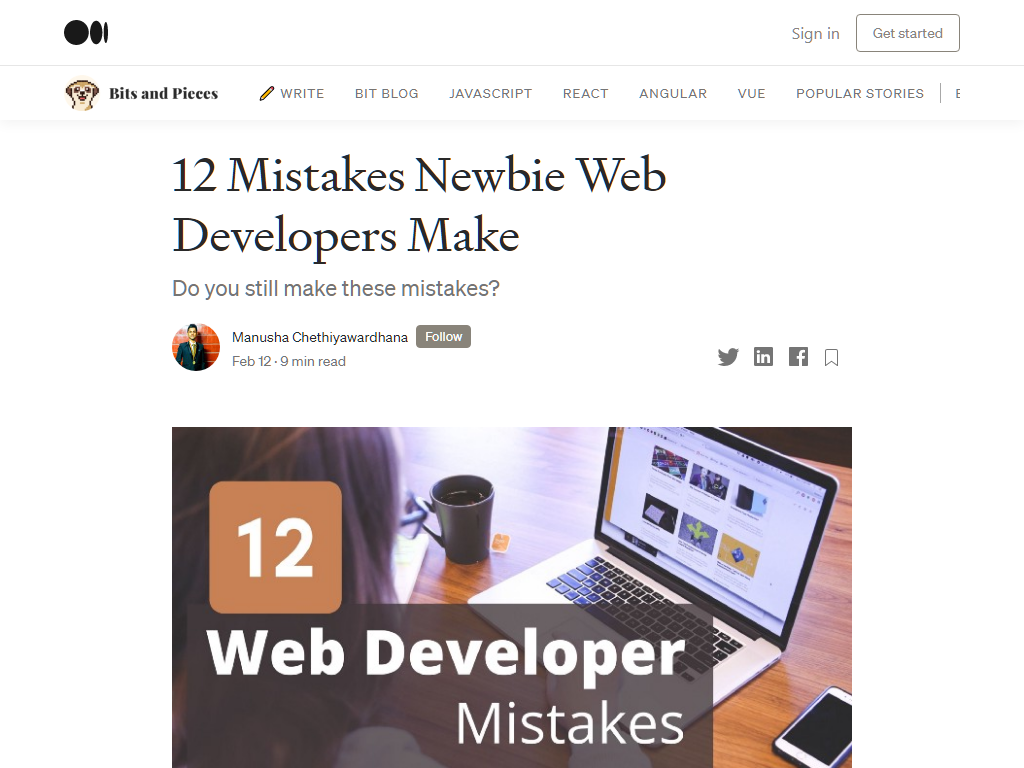 Sign in
Get started
Bits and Pieces
WRITE
BIT BLOG
JAVASCRIPT
REACT
ANGULAR
VUE
POPULAR STORIES
12 Mistakes Newbie Web
Developers Make
Do you still make these mistakes?
Manusha Chethiyawardhana
Follow
Feb 12 · 9 min read
12
Web Developer
Mistakes